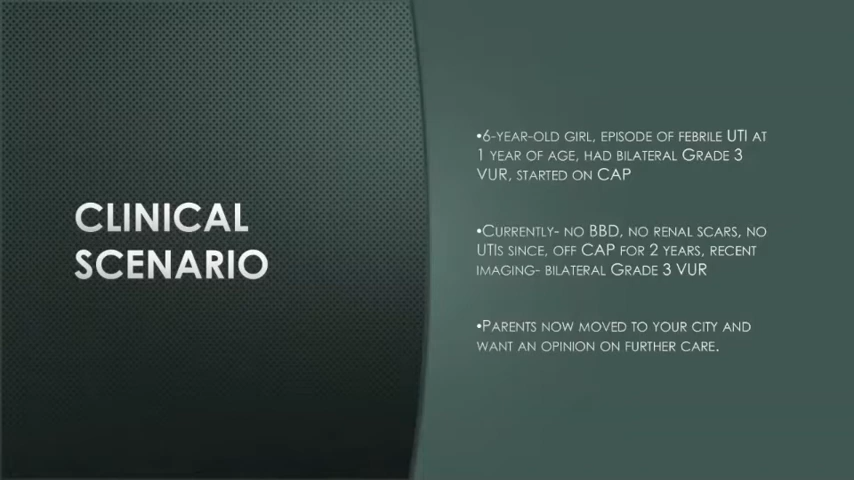 CLINICAL
SCENARIO
•6-YEAR-OLD GIRL, EPISODE OF FEBRILE UTI AT
1 YEAR OF AGE, HAD BILATERAL GRADE 3
VUR, STARTED ON CAP
•CURRENTLY- NO BBD, NO RENAL SCARS, NO
UTIS SINCE, OFF CAP FOR 2 YEARS, RECENT
IMAGING- BILATERAL GRADE 3 VUR
•PARENTS NOW MOVED TO YOUR CITY AND
WANT AN OPINION ON FURTHER CARE.